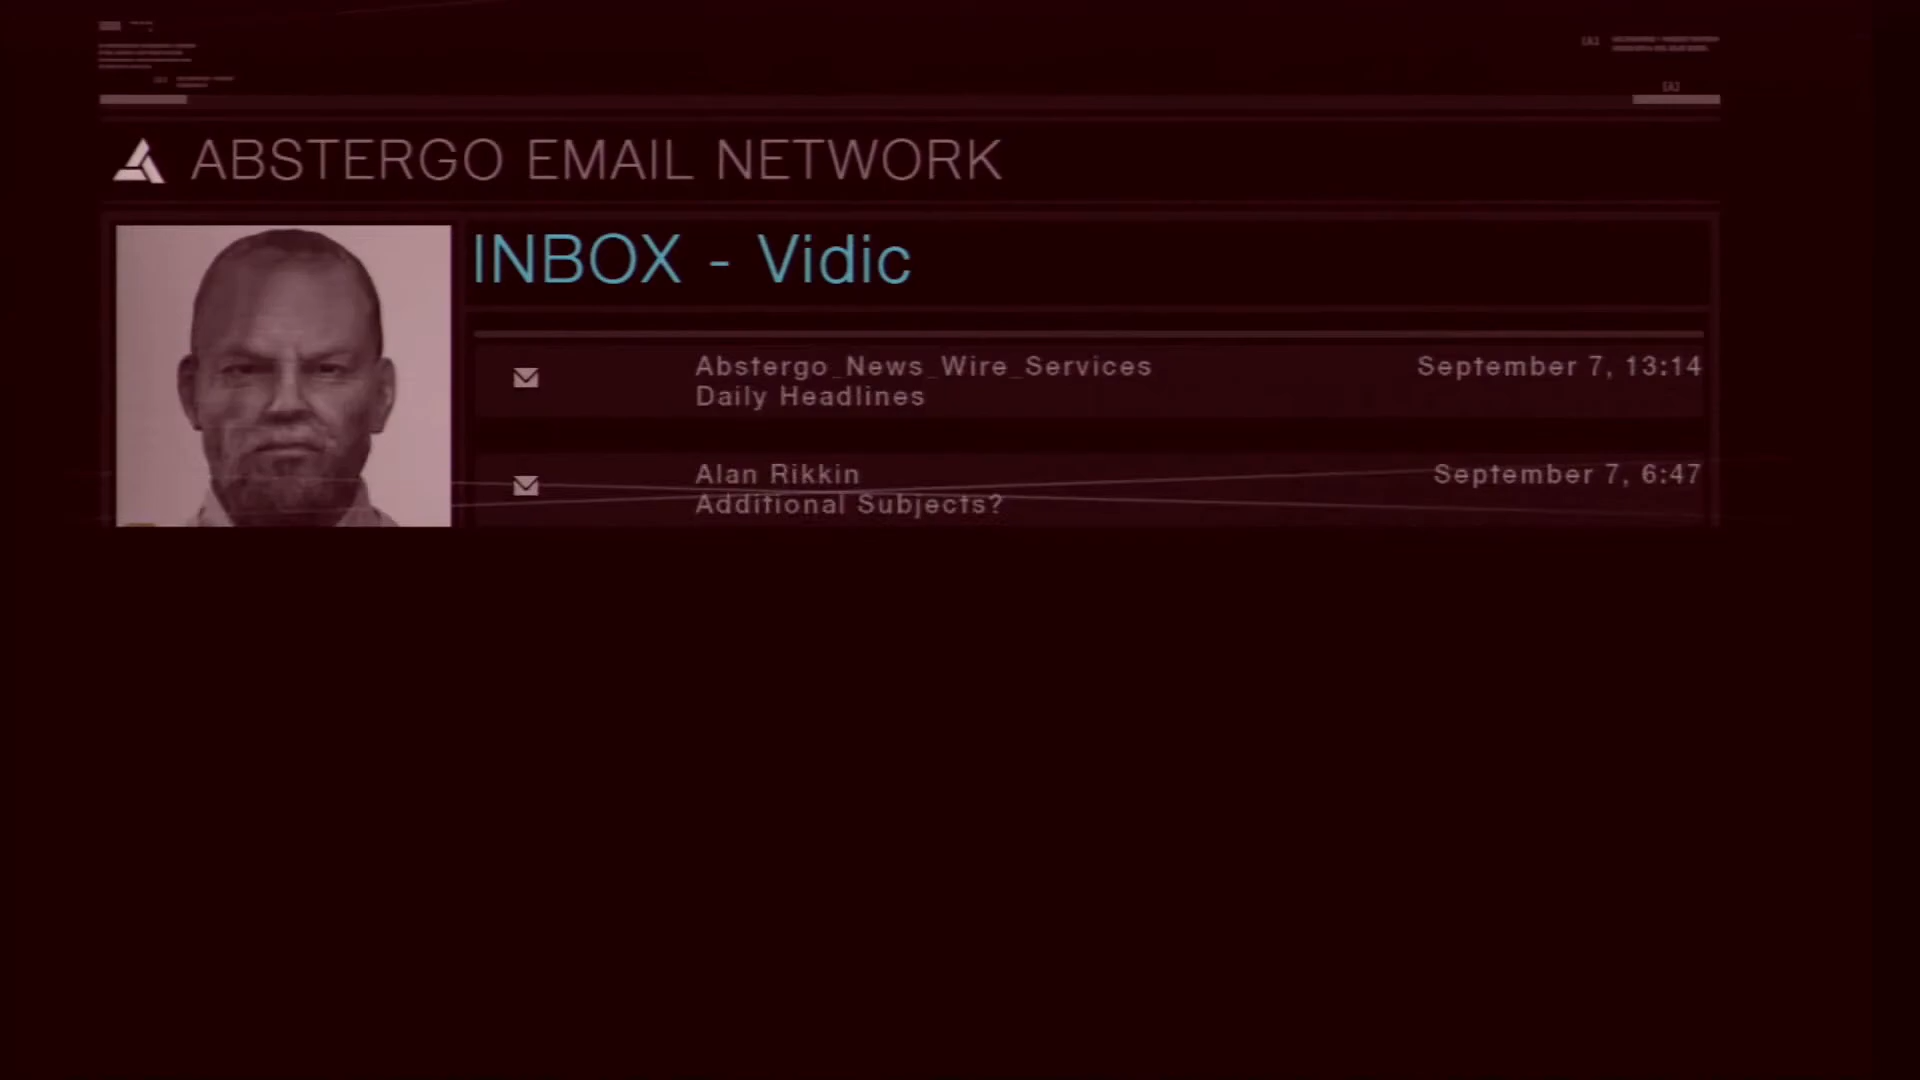 ABSTERGO EMAIL NETWORK
INBOX - Vidic
Abstergo_News_Wire_Services September 7, 13:14
Daily Headlines
Alan Rikkin September 7, 6:47
Additional Subjects?